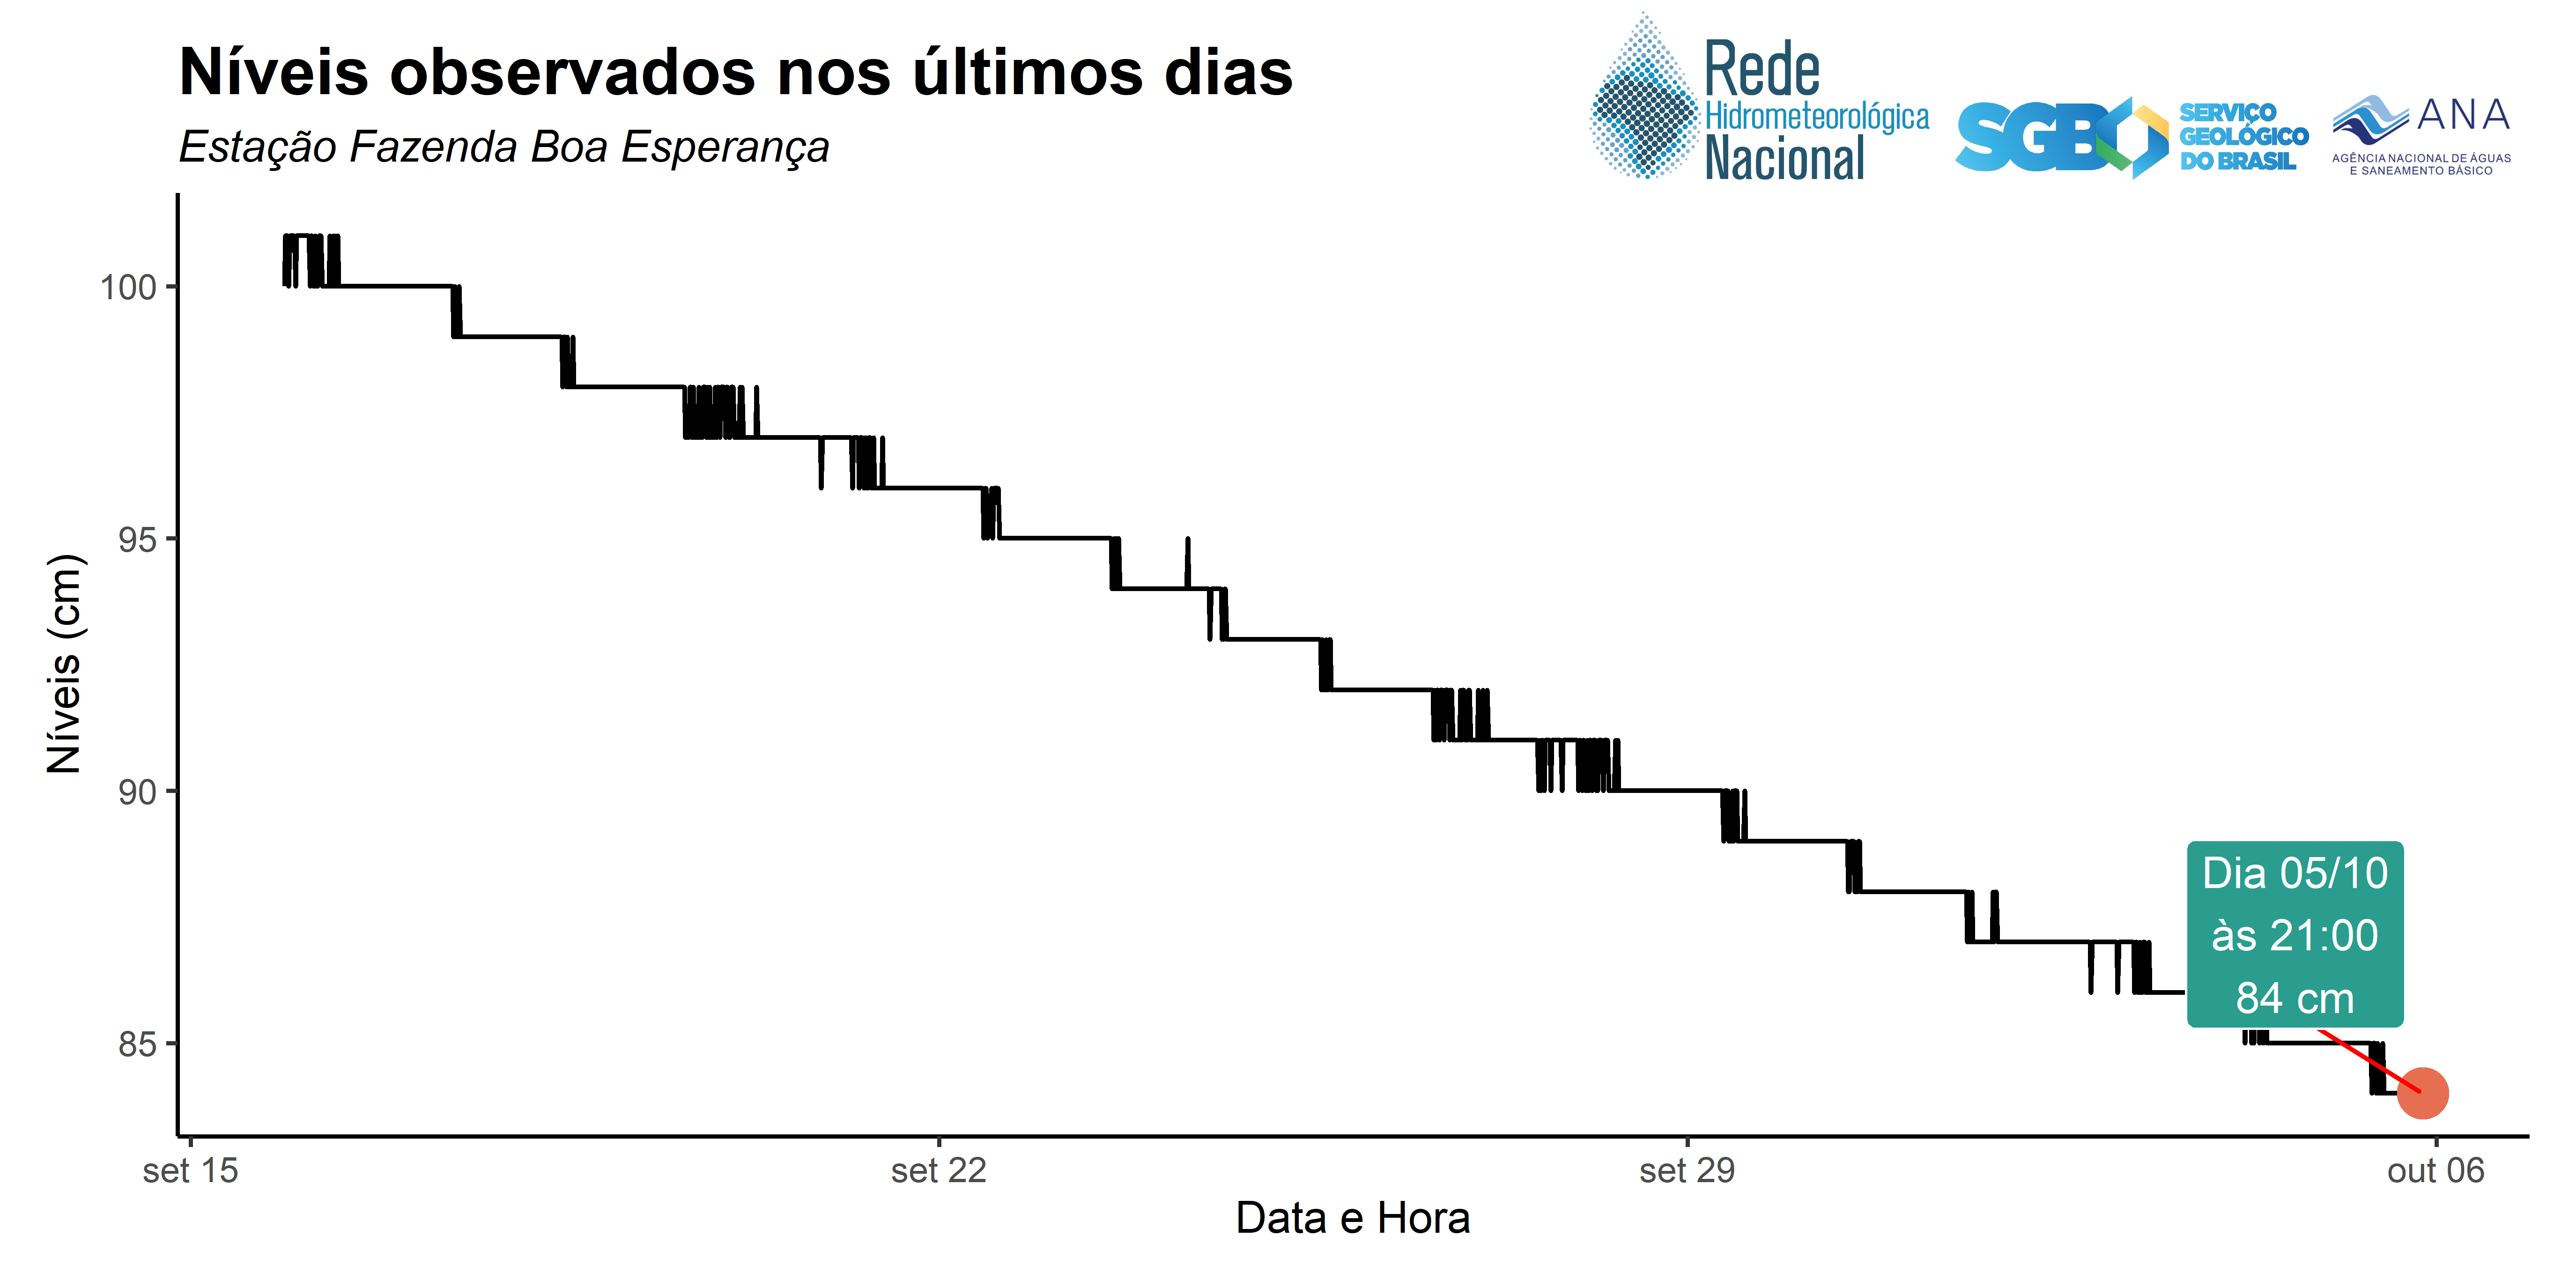 Níveis observados nos últimos dias
Estação Fazenda Boa Esperança
Rede
Hidrometeorológica
Nacional
SGB
SERVIÇO
GEOLÓGICO
DO BRASIL
ANA
AGÊNCIA NACIONAL DE ÁGUAS
E SANEAMENTO BÁSICO
Níveis (cm)
100
95
90
85
Dia 05/10
às 21:00
84 cm
set 15
set 22
set 29
out 06
Data e Hora